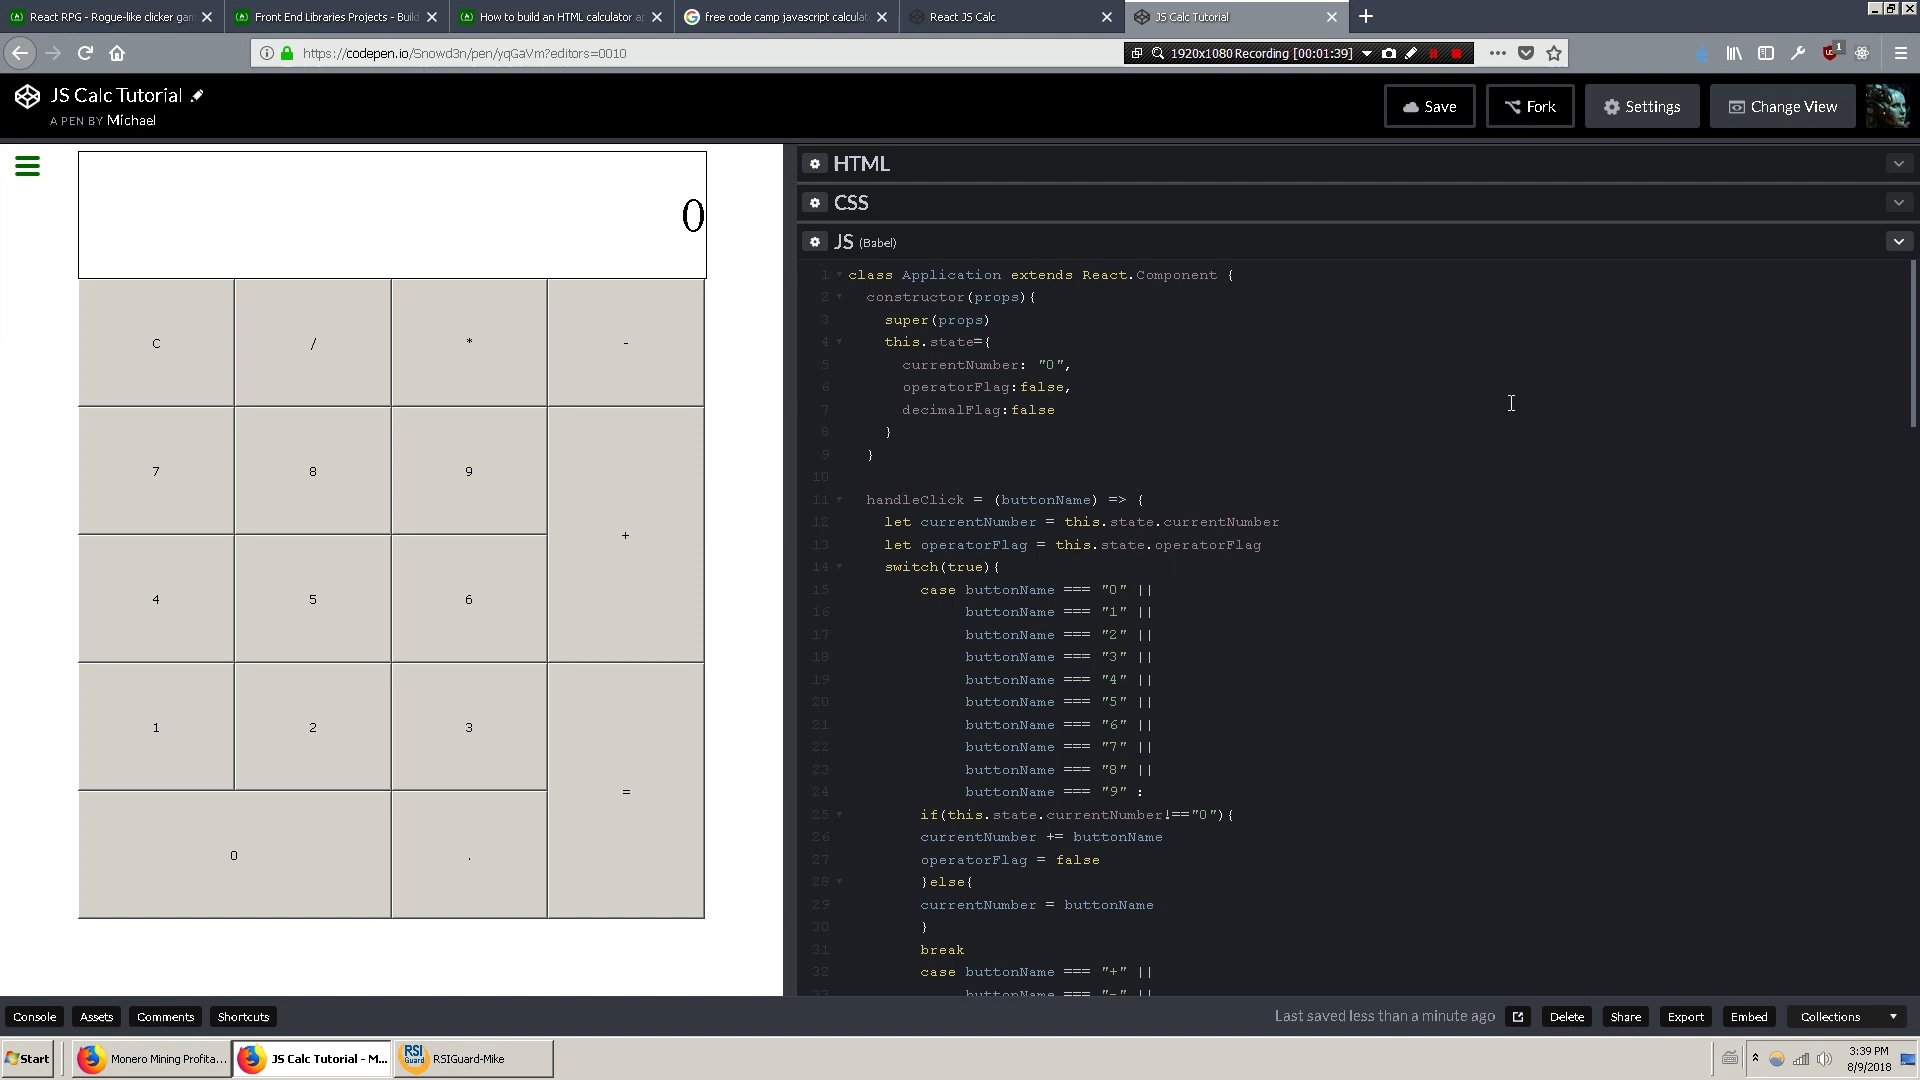 React RPG - Rogue-like clicker gam
Front End Libraries Projects - Build
How to build an HTML calculator a
free code camp javascript calculat
React JS Calc
JS Calc Tutorial
https://codepen.io/Snowd3n/pen/yqGaVm?editors=0010
1920x1080 Recording [00:01:39]
1
JS Calc Tutorial
A PEN BY Michael
Save
Fork
Settings
Change View
0
C / * -
7 8 9
+
4 5 6
1 2 3
=
0 .
HTML
CSS
JS (Babel)
1 class Application extends React.Component {
2 constructor(props){
3 super(props)
4 this.state={
5 currentNumber: "0",
6 operatorFlag:false,
7 decimalFlag:false
8 }
9 }
10
11 handleClick = (buttonName) => {
12 let currentNumber = this.state.currentNumber
13 let operatorFlag = this.state.operatorFlag
14 switch(true){
15 case buttonName === "0" ||
16 buttonName === "1" ||
17 buttonName === "2" ||
18 buttonName === "3" ||
19 buttonName === "4" ||
20 buttonName === "5" ||
21 buttonName === "6" ||
22 buttonName === "7" ||
23 buttonName === "8" ||
24 buttonName === "9" :
25 if(this.state.currentNumber!=="0"){
26 currentNumber += buttonName
27 operatorFlag = false
28 }else{
29 currentNumber = buttonName
30 }
31 break
32 case buttonName === "+" ||
33 buttonName === "-" ||
Console
Assets
Comments
Shortcuts
Last saved less than a minute ago
Delete
Share
Export
Embed
Collections
Start
Monero Mining Profita...
JS Calc Tutorial - M...
RSI Guard
RSIGuard-Mike
3:39 PM
8/9/2018